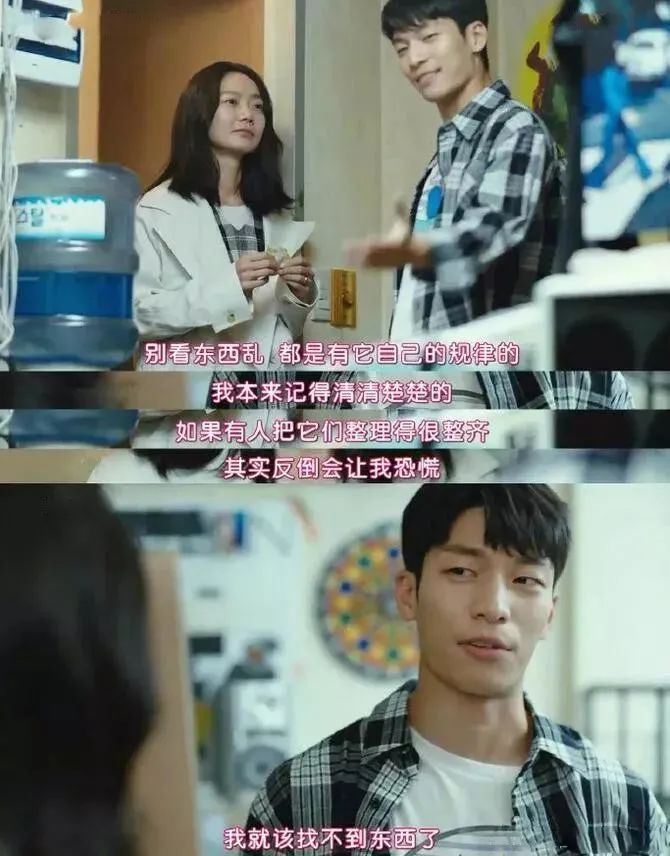 스탈
别看东西乱 都是有它自己的规律的
我本来记得清清楚楚的
如果有人把它们整理得很整齐
其实反倒会让我恐慌
我就该找不到东西了